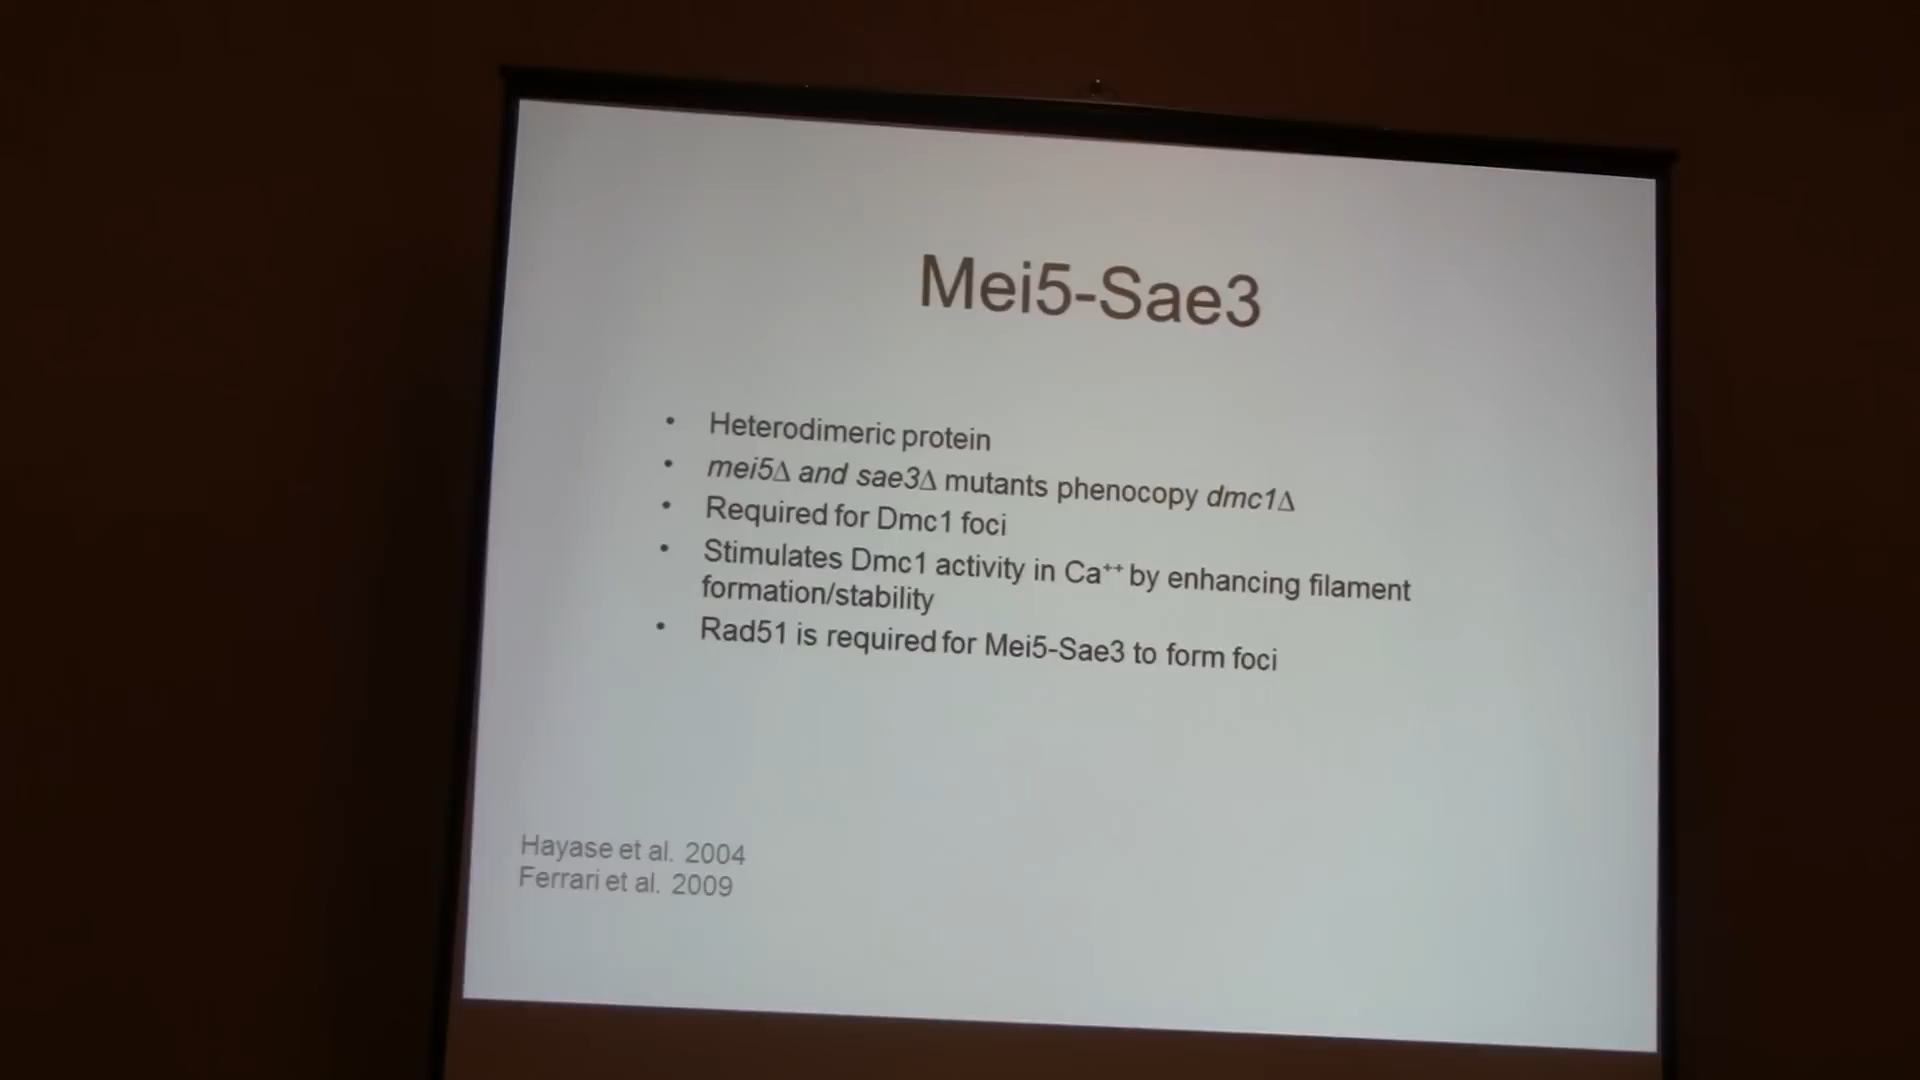 Mei5-Sae3
• Heterodimeric protein
• mei5Δ and sae3Δ mutants phenocopy dmc1Δ
• Required for Dmc1 foci
• Stimulates Dmc1 activity in Ca⁺⁺ by enhancing filament
formation/stability
• Rad51 is required for Mei5-Sae3 to form foci
Hayase et al. 2004
Ferrari et al. 2009